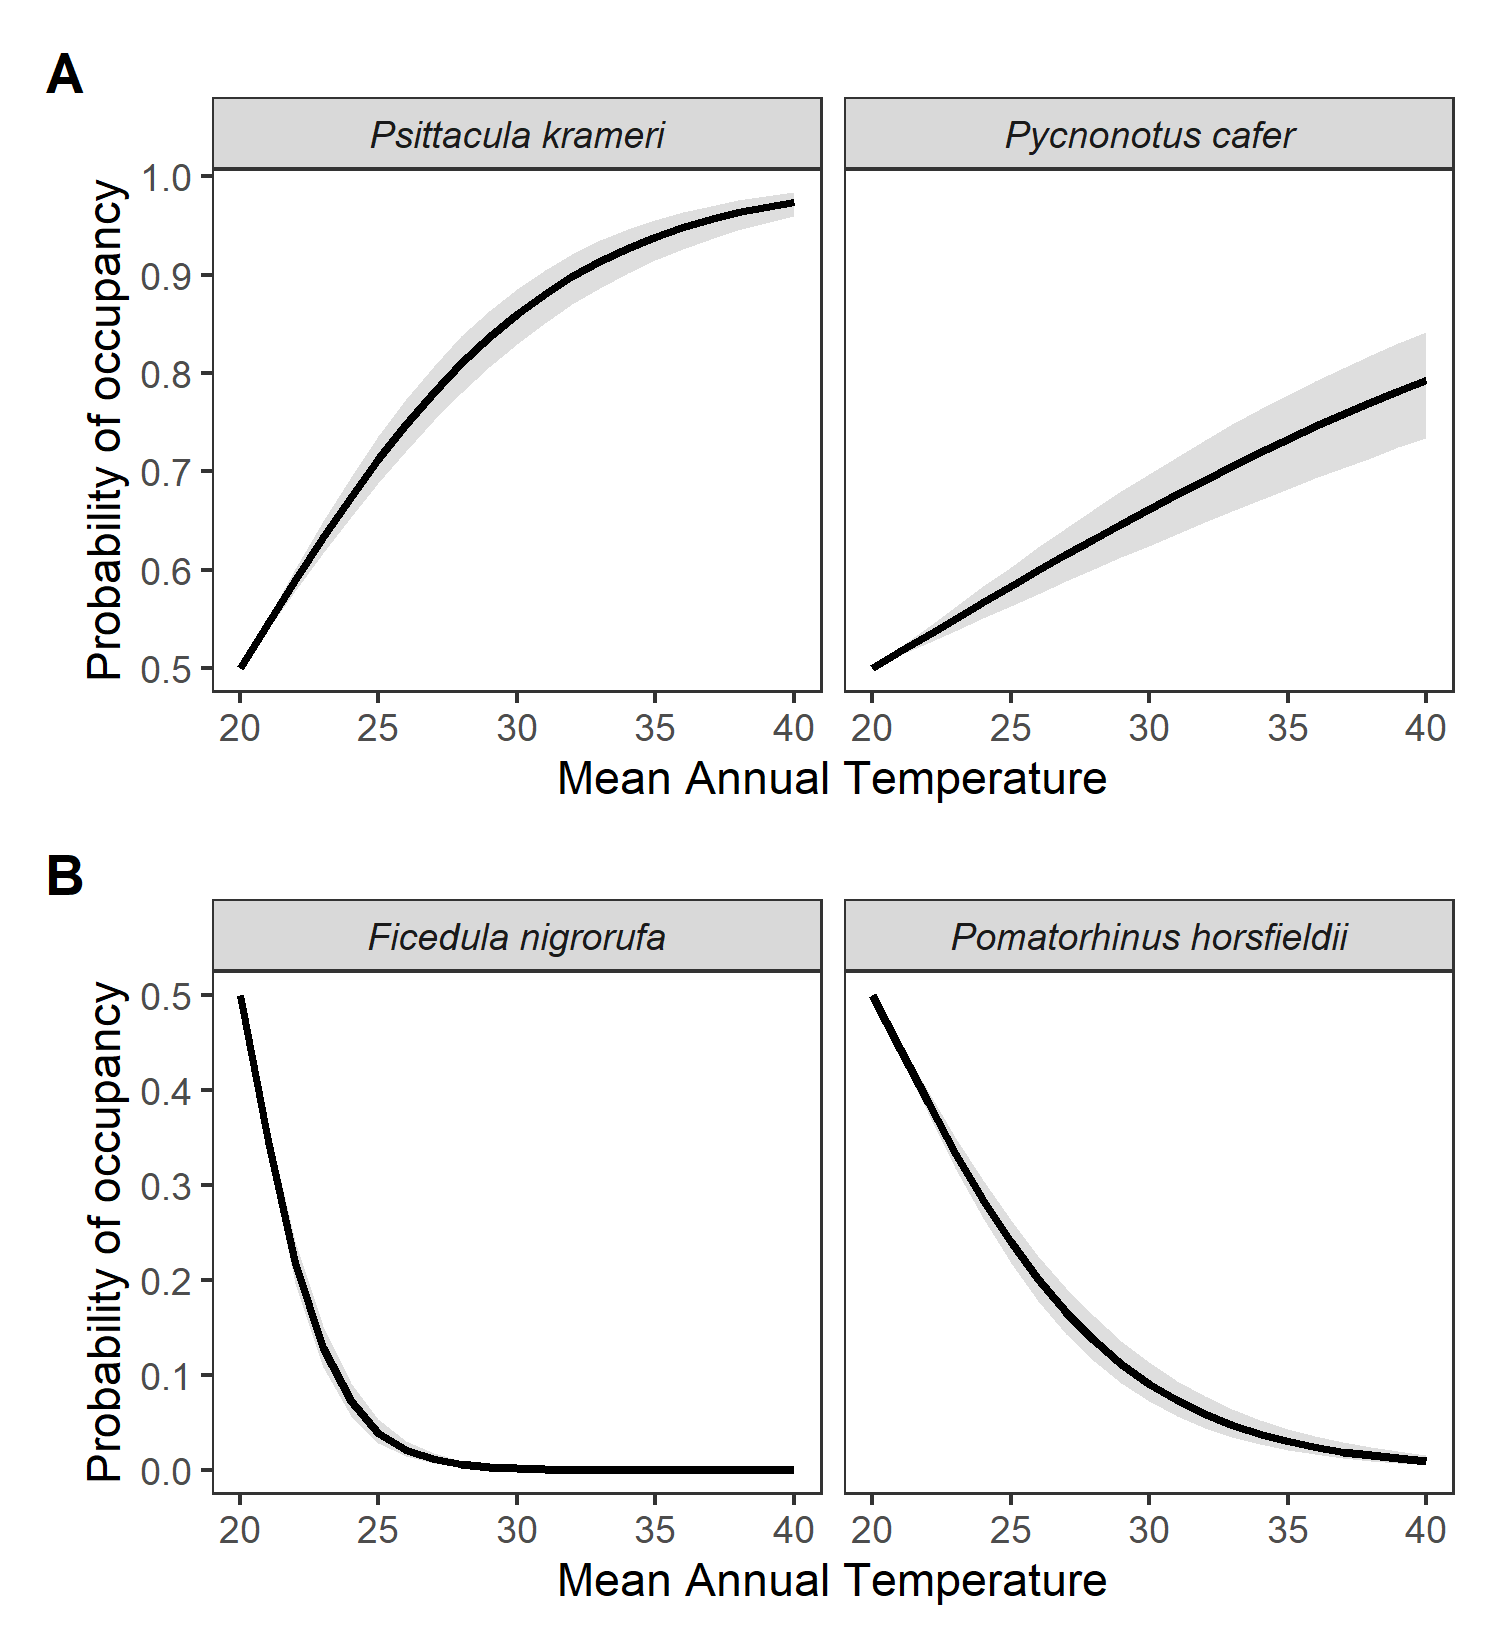 A
Psittacula krameri
Pycnonotus cafer
Probability of occupancy
1.0
0.9
0.8
0.7
0.6
0.5
20 25 30 35 40
20 25 30 35 40
Mean Annual Temperature
B
Ficedula nigrorufa
Pomatorhinus horsfieldii
Probability of occupancy
0.5
0.4
0.3
0.2
0.1
0.0
20 25 30 35 40
20 25 30 35 40
Mean Annual Temperature